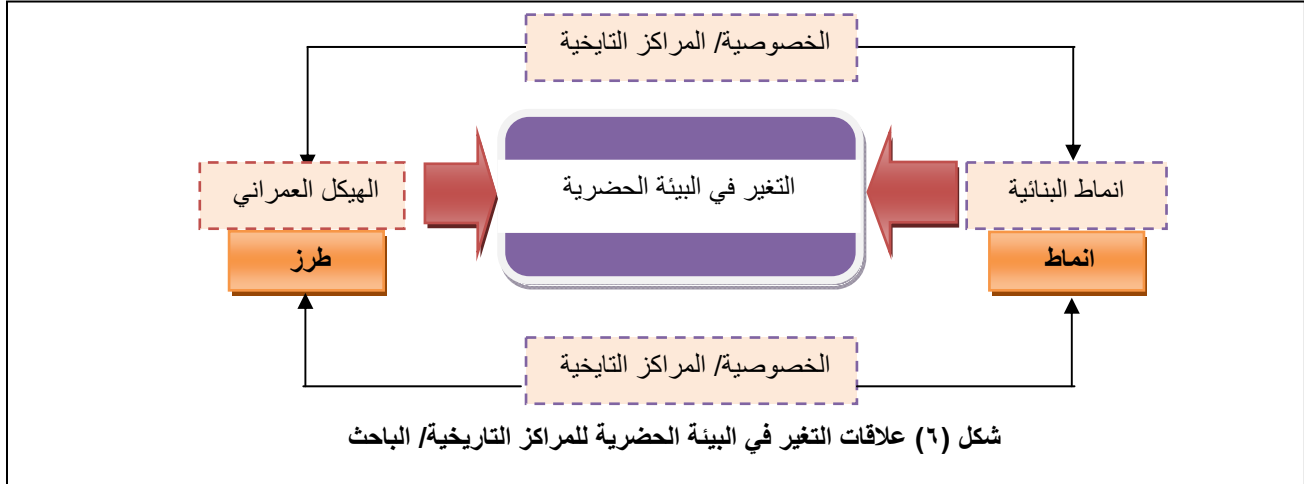 الخصوصية/ المراكز التايخية
انماط البنائية
التغير في البيئة الحضرية
الهيكل العمراني
انماط
طرز
الخصوصية/ المراكز التايخية
شكل (٦) علاقات التغير في البيئة الحضرية للمراكز التاريخية/ الباحث